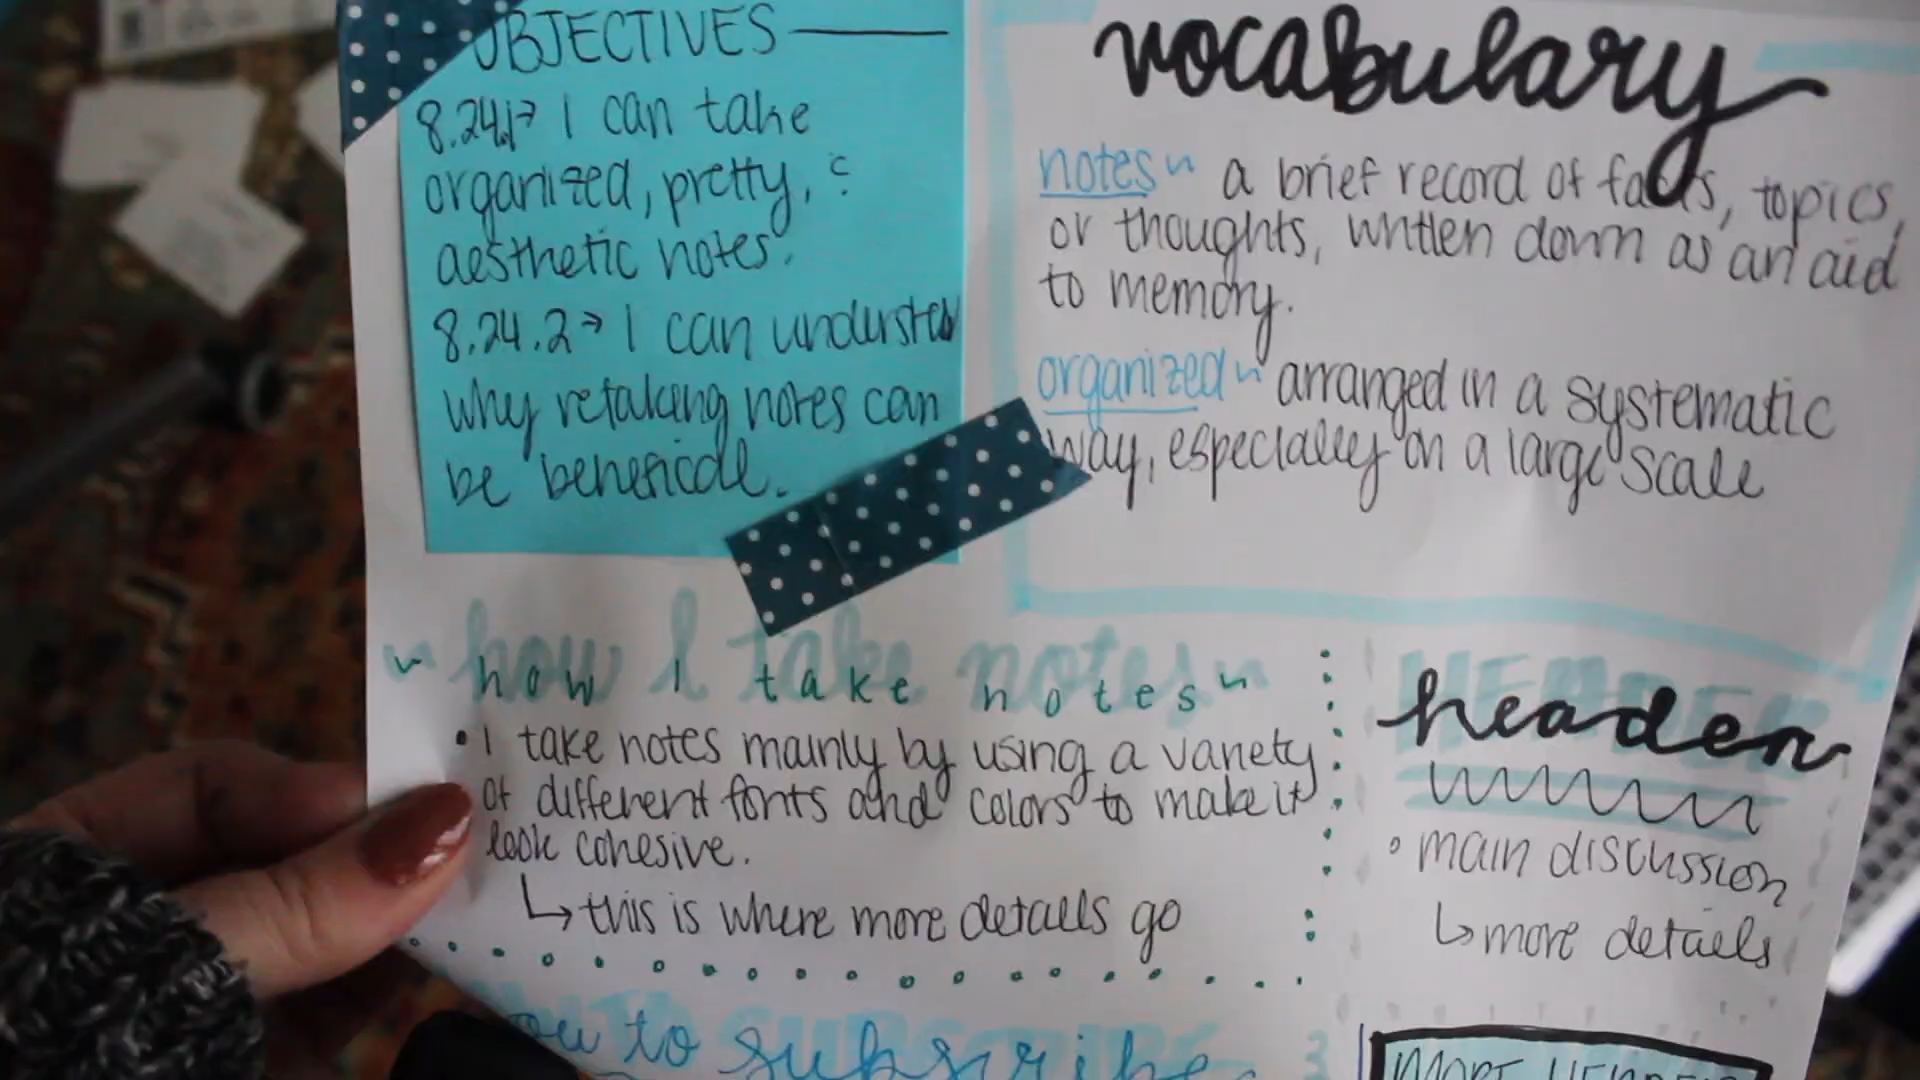 OBJECTIVES
8.24.1→ I can take
organized, pretty, &
aesthetic notes.
8.24.2→ I can understand
why retaking notes can
be beneficial.
vocabulary
notes~ a brief record of facts, topics,
or thoughts, written down as an aid
to memory.
organized~ arranged in a systematic
way, especially on a large scale
~ how I take notes ~
how I take notes
• I take notes mainly by using a variety
of different fonts and colors to make it
look cohesive.
↳ this is where more details go
HEADER
header
• main discussion
↳ more details
to subscribe
MORE HEADERS